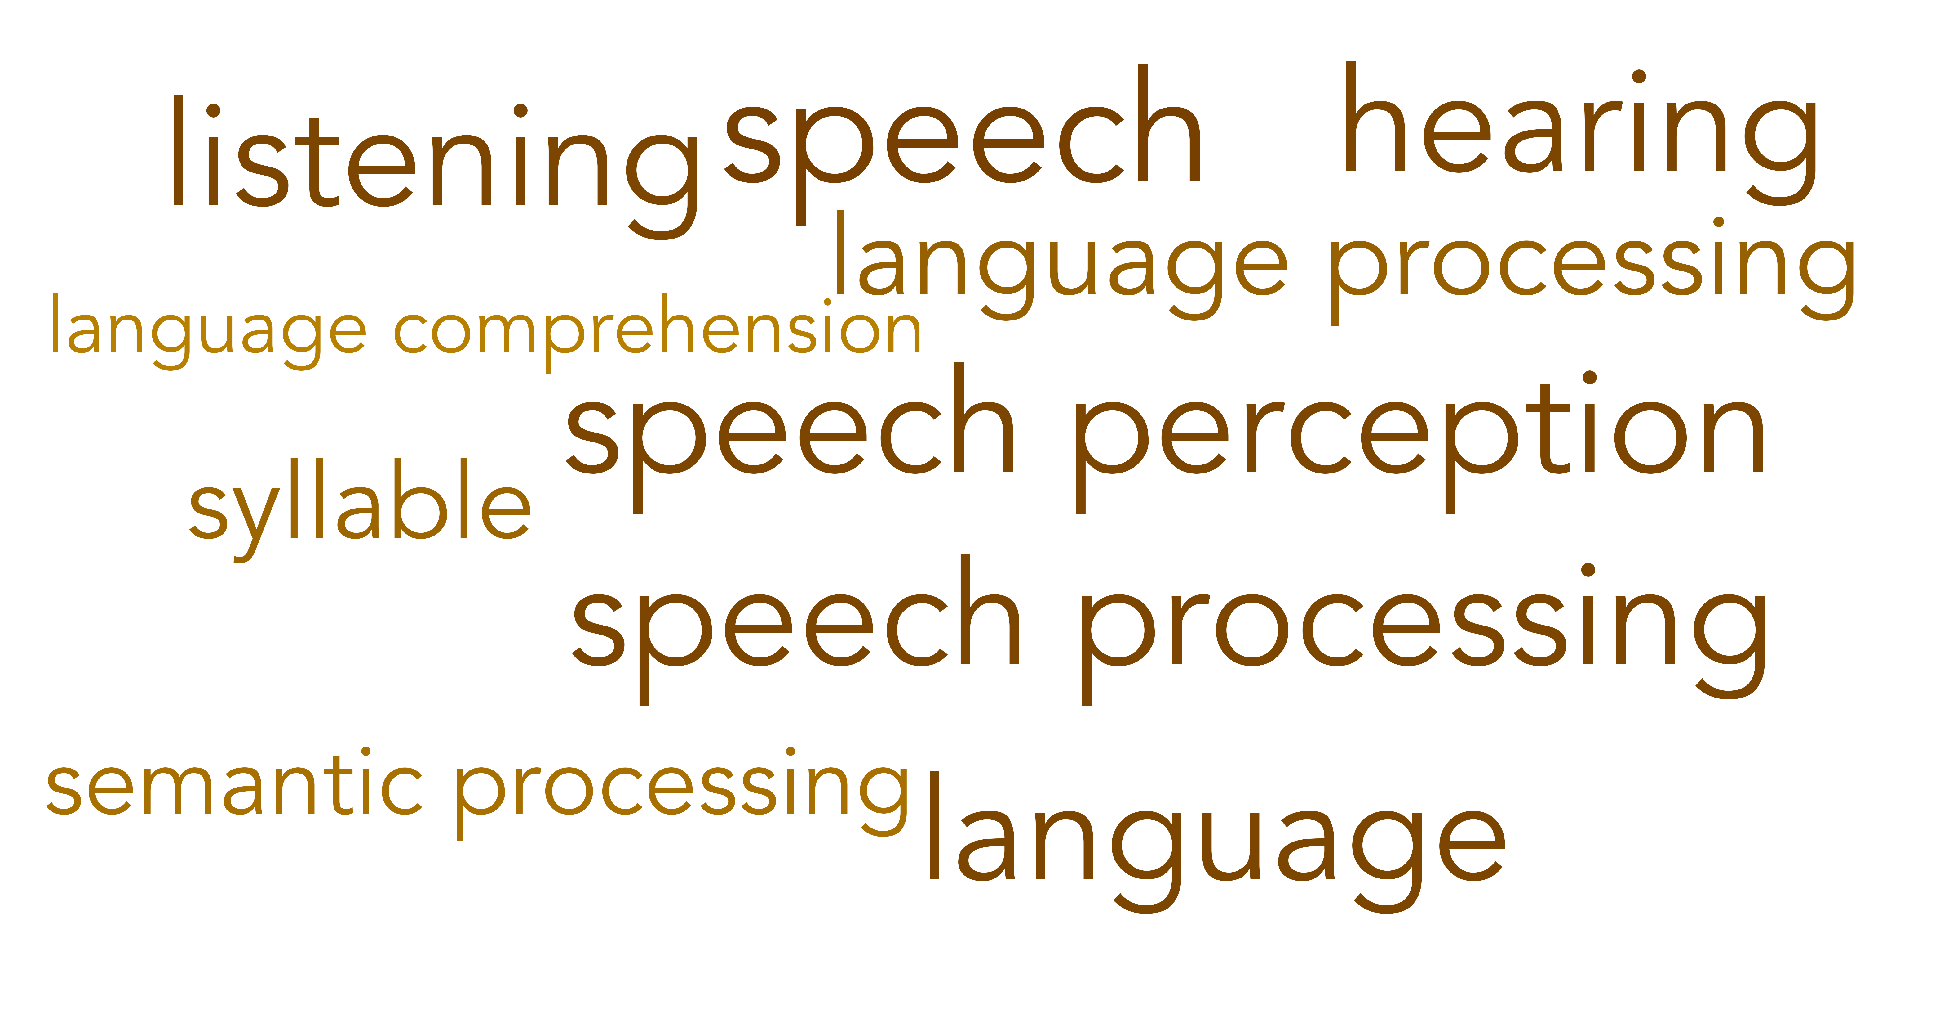 listening speech hearing
language processing
language comprehension
speech perception
syllable
speech processing
semantic processing
language